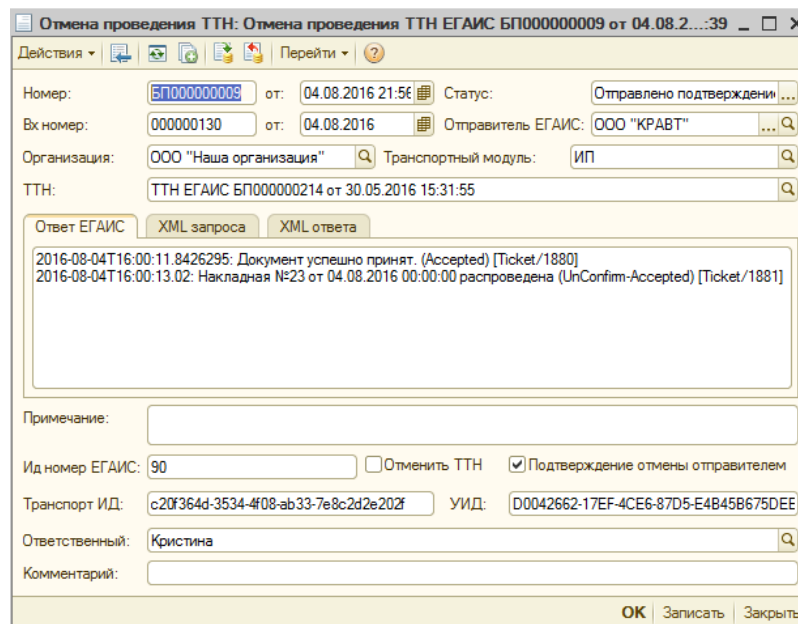 Отмена проведения ТТН: Отмена проведения ТТН ЕГАИС БП000000009 от 04.08.2...:39
Действия Перейти
Номер: БП000000009 от: 04.08.2016 21:56 Статус: Отправлено подтверждени ...
Вх номер: 000000130 от: 04.08.2016 Отправитель ЕГАИС: ООО "КРАВТ" ...
Организация: ООО "Наша организация" Транспортный модуль: ИП
ТТН: ТТН ЕГАИС БП000000214 от 30.05.2016 15:31:55
Ответ ЕГАИС XML запроса XML ответа
2016-08-04T16:00:11.8426295: Документ успешно принят. (Accepted) [Ticket/1880]
2016-08-04T16:00:13.02: Накладная №23 от 04.08.2016 00:00:00 распроведена (UnConfirm-Accepted) [Ticket/1881]
Примечание:
Ид номер ЕГАИС: 90 Отменить ТТН Подтверждение отмены отправителем
Транспорт ИД: c20f364d-3534-4f08-ab33-7e8c2d2e202f УИД: D0042662-17EF-4CE6-87D5-E4B45B675DEE
Ответственный: Кристина
Комментарий:
OK Записать Закрыть